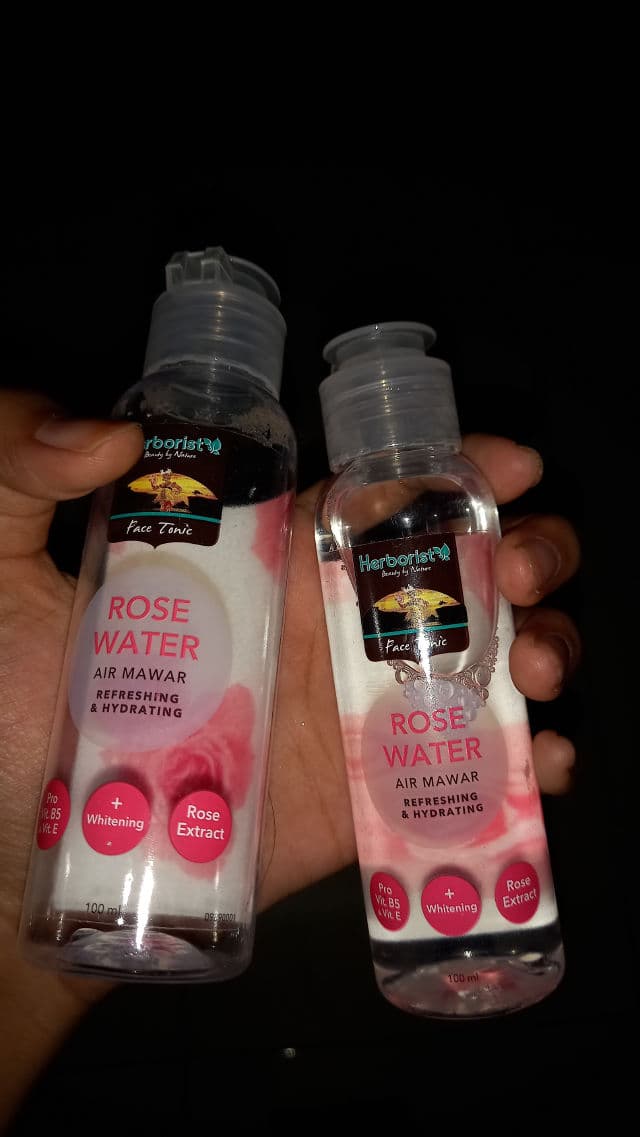 Herborist
Beauty by Nature
Face Tonic
ROSE
WATER
AIR MAWAR
REFRESHING
& HYDRATING
Pro
Vit. B5
& Vit. E
+
Whitening
Rose
Extract
100 ml
Herborist
Beauty by Nature
Face Tonic
ROSE
WATER
AIR MAWAR
REFRESHING
& HYDRATING
Pro
Vit. B5
& Vit. E
+
Whitening
Rose
Extract
100 ml